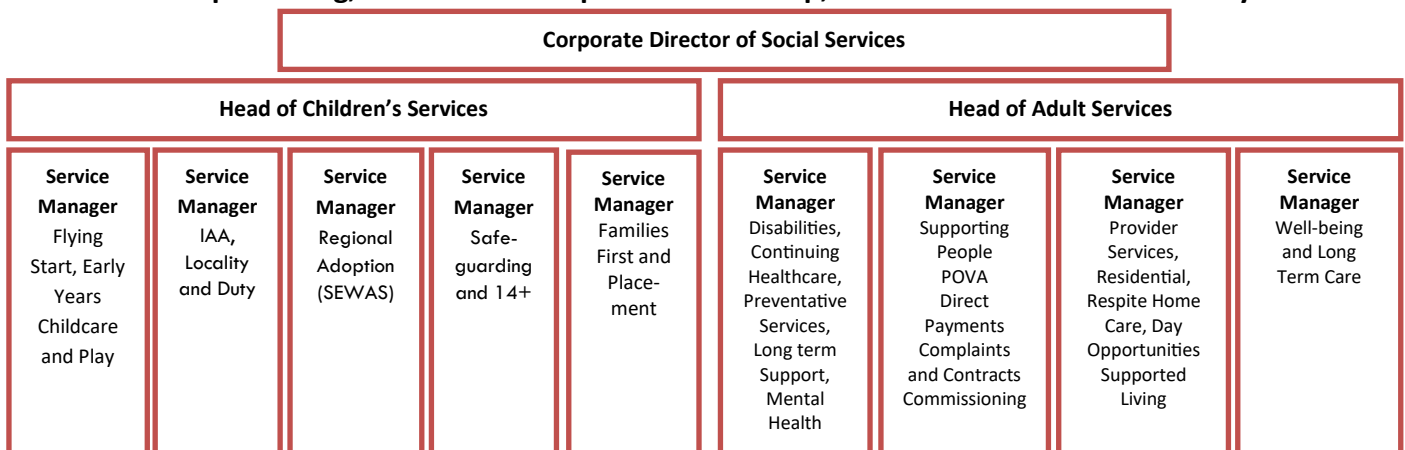 Corporate Director of Social Services
Head of Children’s Services
Head of Adult Services
Service
Manager
Flying
Start, Early
Years
Childcare
and Play
Service
Manager
IAA,
Locality
and Duty
Service
Manager
Regional
Adoption
(SEWAS)
Service
Manager
Safe-
guarding
and 14+
Service
Manager
Families
First and
Place-
ment
Service
Manager
Disabilities,
Continuing
Healthcare,
Preventative
Services,
Long term
Support,
Mental
Health
Service
Manager
Supporting
People
POVA
Direct
Payments
Complaints
and Contracts
Commissioning
Service
Manager
Provider
Services,
Residential,
Respite Home
Care, Day
Opportunities
Supported
Living
Service
Manager
Well-being
and Long
Term Care